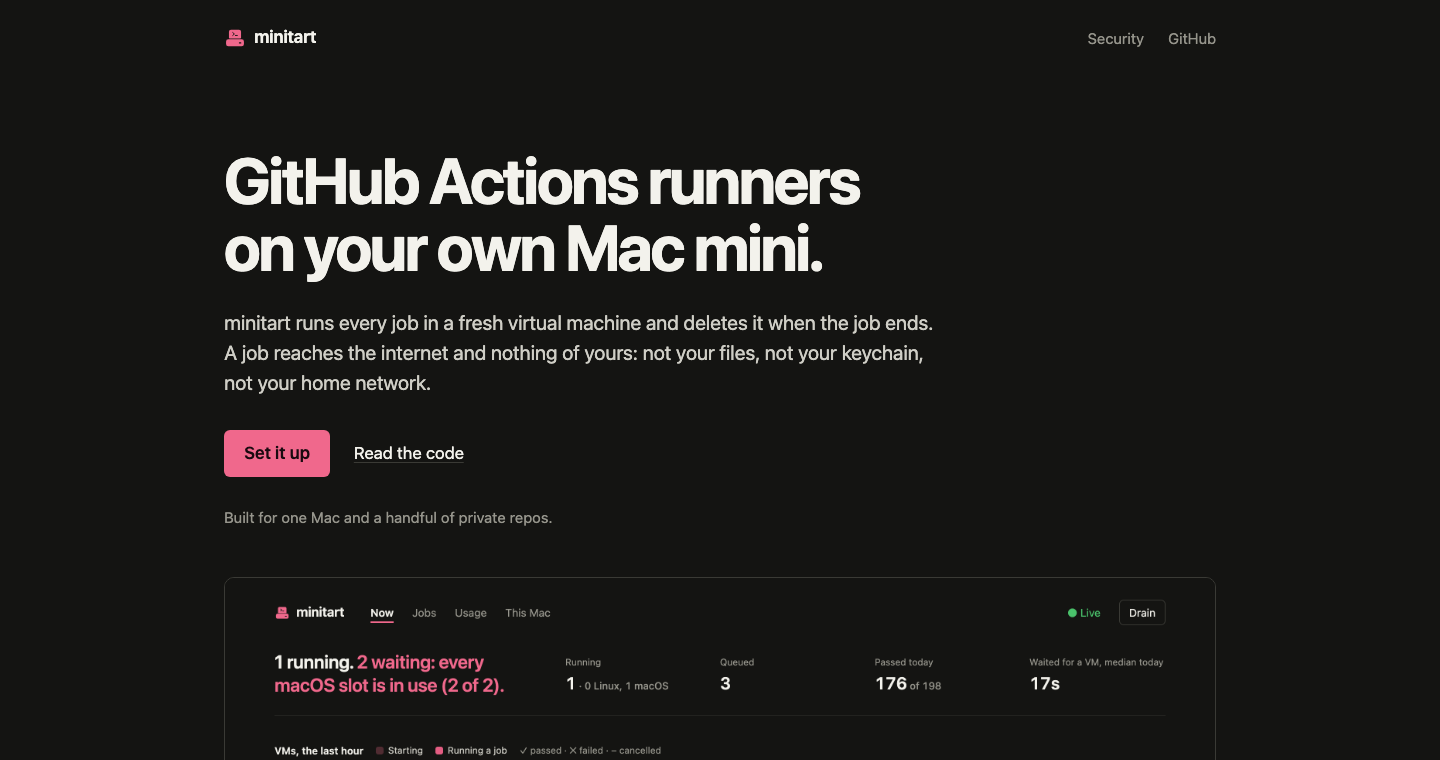 minitart
Security
GitHub
GitHub Actions runners
on your own Mac mini.
minitart runs every job in a fresh virtual machine and deletes it when the job ends.
A job reaches the internet and nothing of yours: not your files, not your keychain,
not your home network.
Set it up
Read the code
Built for one Mac and a handful of private repos.
minitart
Now
Jobs
Usage
This Mac
Live
Drain
1 running. 2 waiting: every
macOS slot is in use (2 of 2).
Running
1 · 0 Linux, 1 macOS
Queued
3
Passed today
176 of 198
Waited for a VM, median today
17s
VMs, the last hour
Starting
Running a job
✓ passed · ✕ failed · – cancelled